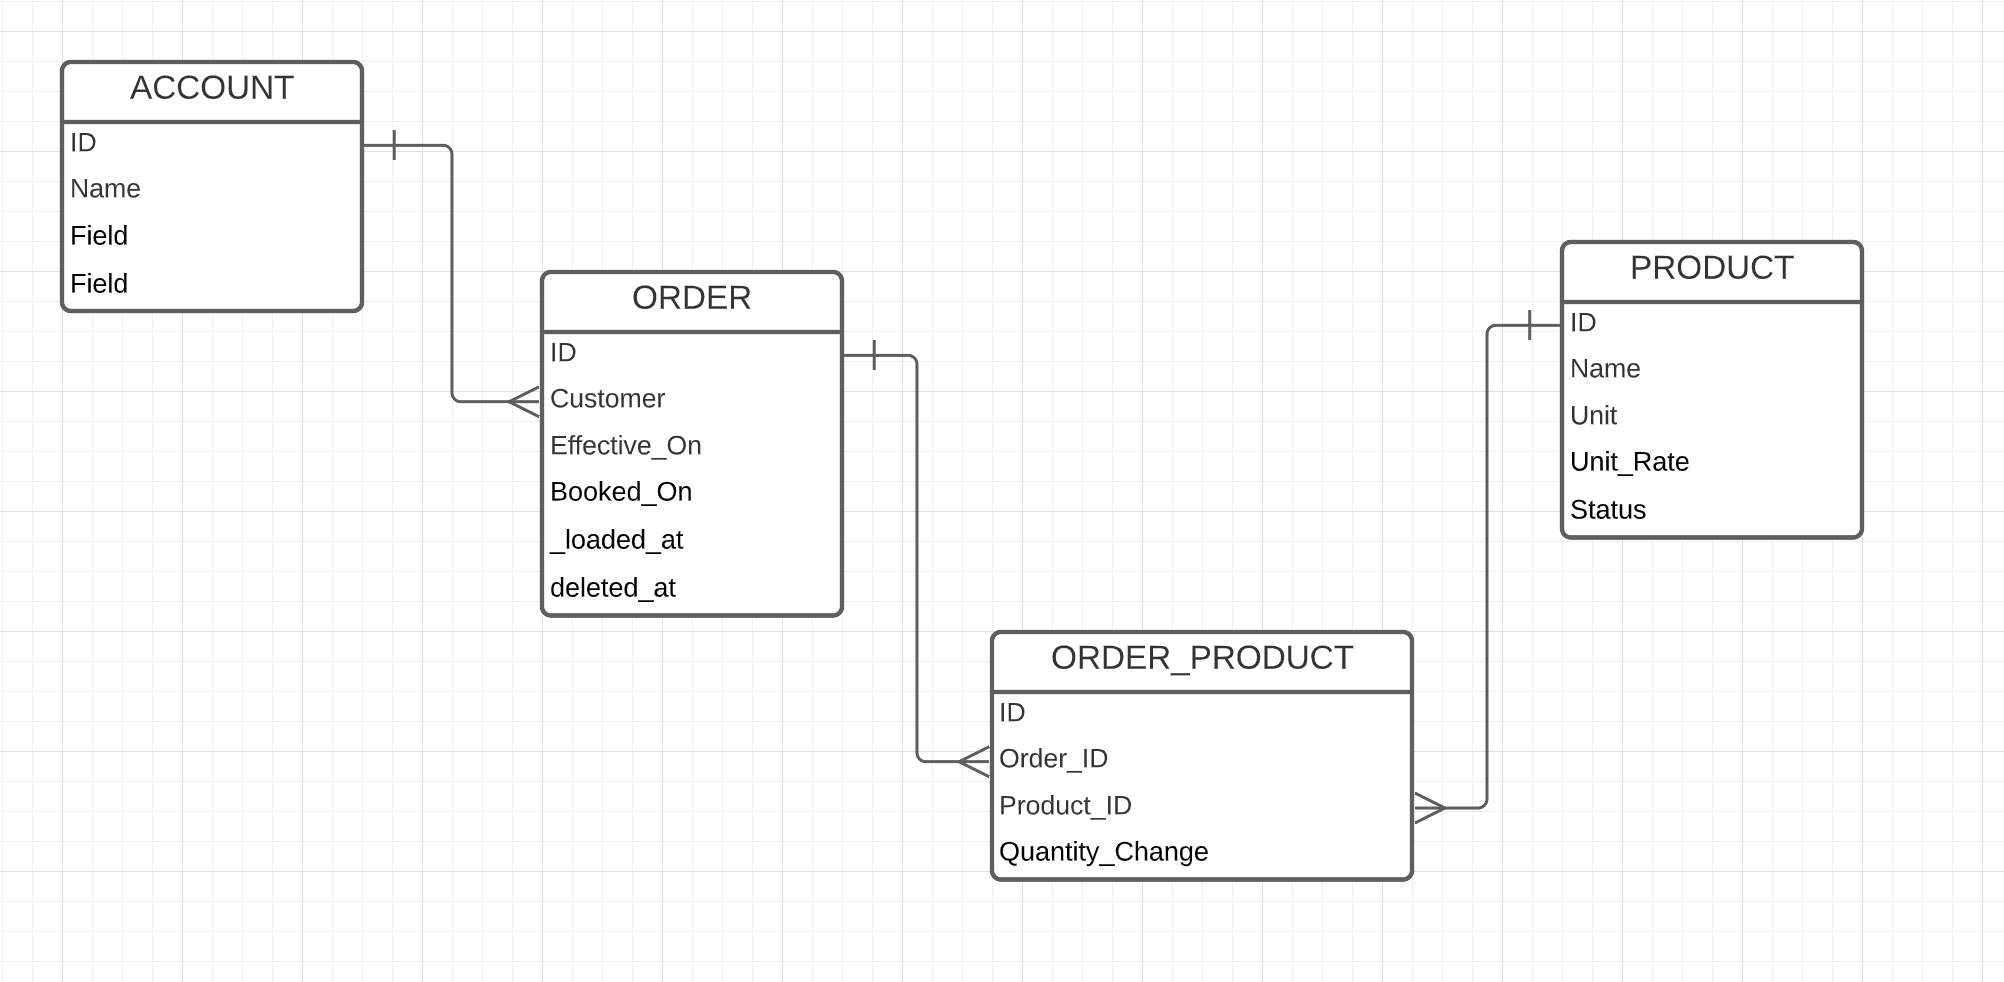 ACCOUNT
ID
Name
Field
Field
ORDER
ID
Customer
Effective_On
Booked_On
_loaded_at
deleted_at
ORDER_PRODUCT
ID
Order_ID
Product_ID
Quantity_Change
PRODUCT
ID
Name
Unit
Unit_Rate
Status